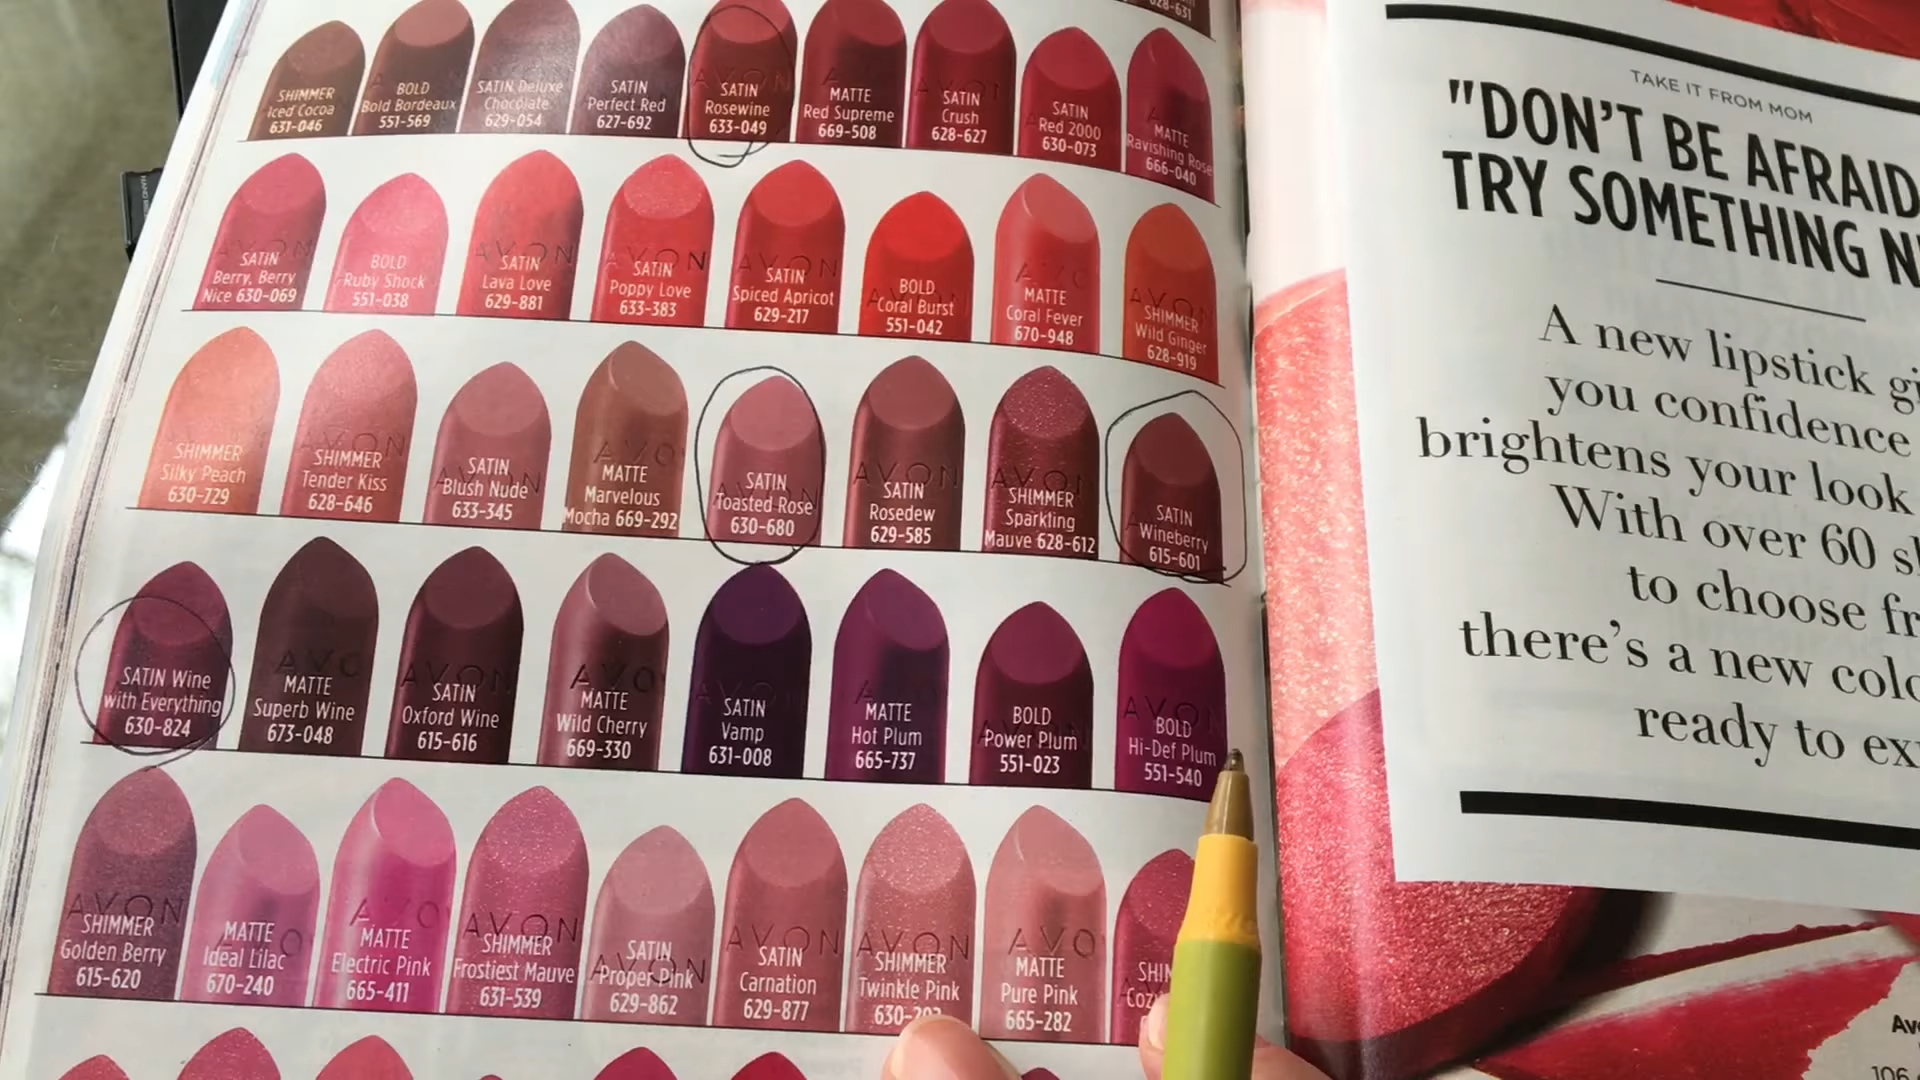 628-631
SHIMMER
Iced Cocoa
631-046
BOLD
Bold Bordeaux
551-569
SATIN Deluxe
Chocolate
629-054
SATIN
Perfect Red
627-692
SATIN
Rosewine
633-049
MATTE
Red Supreme
669-508
SATIN
Crush
628-627
SATIN
Red 2000
630-073
MATTE
Ravishing Rose
666-040
SATIN
Berry, Berry
Nice 630-069
BOLD
Ruby Shock
551-038
SATIN
Lava Love
629-881
SATIN
Poppy Love
633-383
SATIN
Spiced Apricot
629-217
BOLD
Coral Burst
551-042
MATTE
Coral Fever
670-948
SHIMMER
Wild Ginger
628-919
SHIMMER
Silky Peach
630-729
SHIMMER
Tender Kiss
628-646
SATIN
Blush Nude
633-345
MATTE
Marvelous
Mocha 669-292
SATIN
Toasted Rose
630-680
SATIN
Rosedew
629-585
SHIMMER
Sparkling
Mauve 628-612
SATIN
Wineberry
615-601
SATIN Wine
with Everything
630-824
MATTE
Superb Wine
673-048
SATIN
Oxford Wine
615-616
MATTE
Wild Cherry
669-330
SATIN
Vamp
631-008
MATTE
Hot Plum
665-737
BOLD
Power Plum
551-023
BOLD
Hi-Def Plum
551-540
SHIMMER
Golden Berry
615-620
MATTE
Ideal Lilac
670-240
MATTE
Electric Pink
665-411
SHIMMER
Frostiest Mauve
631-539
SATIN
Proper Pink
629-862
SATIN
Carnation
629-877
SHIMMER
Twinkle Pink
MATTE
Pure Pink
665-282
SHIM
Coz
TAKE IT FROM MOM
"DON'T BE AFRAID
TRY SOMETHING N
A new lipstick gi
you confidence
brightens your look
With over 60 s
to choose fr
there's a new colo
ready to ex
Av
106